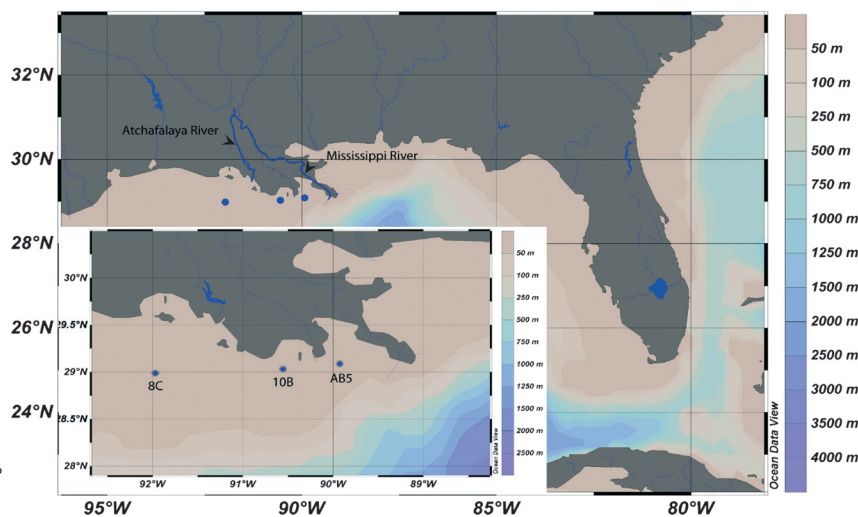 32°N
30°N
28°N
26°N
24°N
95°W
90°W
85°W
80°W
Atchafalaya River
Mississippi River
50 m
100 m
250 m
500 m
750 m
1000 m
1250 m
1500 m
2000 m
2500 m
3000 m
3500 m
4000 m
Ocean Data View
30°N
29.5°N
29°N
28.5°N
28°N
92°W
91°W
90°W
89°W
8C
10B
AB5
50 m
100 m
250 m
500 m
750 m
1000 m
1250 m
1500 m
2000 m
2500 m
Ocean Data View